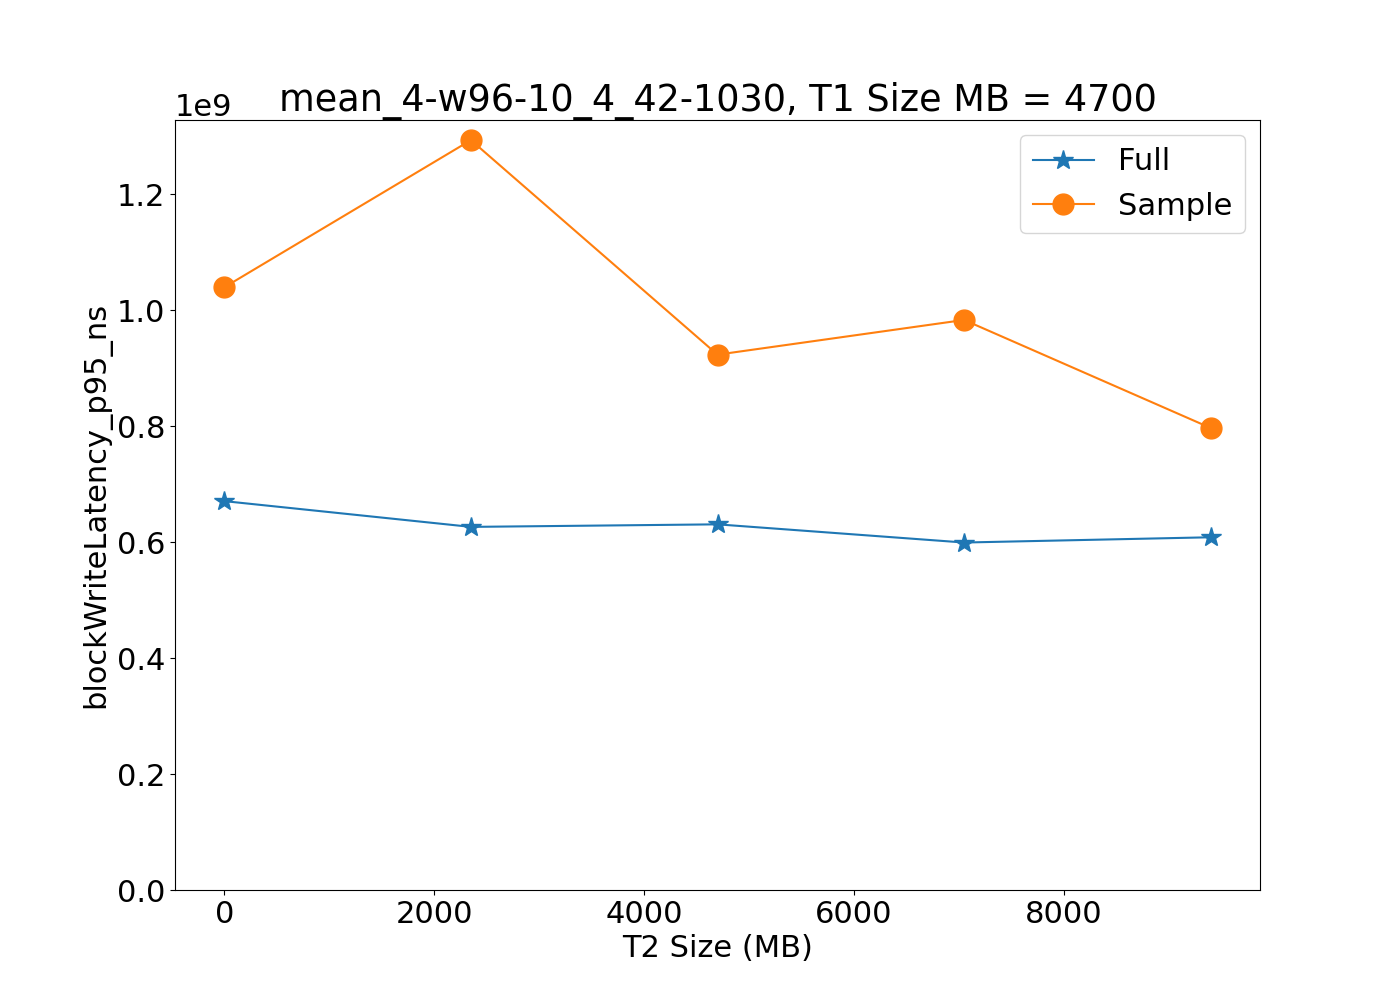 mean_4-w96-10_4_42-1030, T1 Size MB = 4700
1e9
Full
Sample
1.2
1.0
0.8
0.6
0.4
0.2
0.0
blockWriteLatency_p95_ns
0 2000 4000 6000 8000
T2 Size (MB)